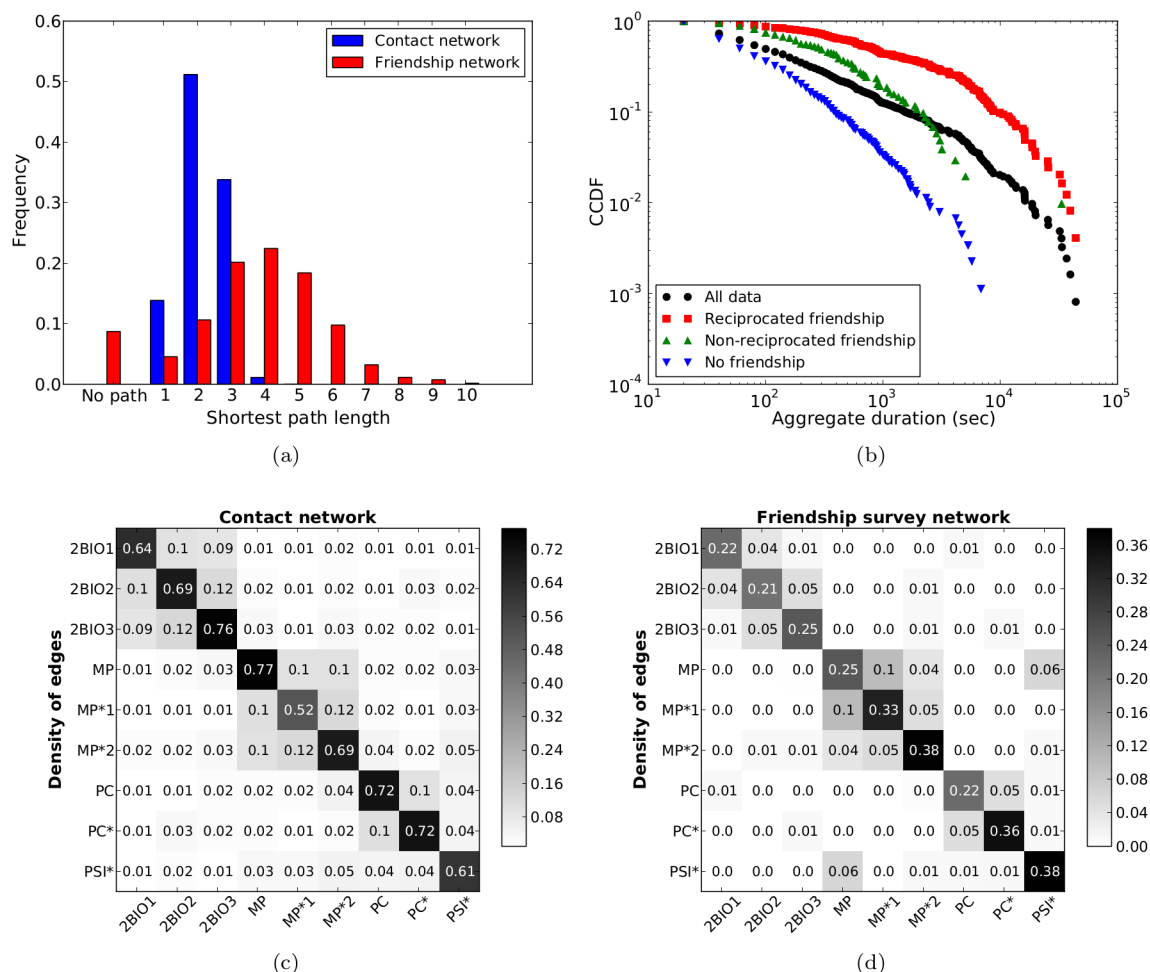 0.6
0.5
0.4
0.3
0.2
0.1
0.0
Frequency
Contact network
Friendship network
No path 1 2 3 4 5 6 7 8 9 10
Shortest path length
(a)
10^0
10^-1
10^-2
10^-3
10^-4
CCDF
All data
Reciprocated friendship
Non-reciprocated friendship
No friendship
10^1 10^2 10^3 10^4 10^5
Aggregate duration (sec)
(b)
Contact network
Density of edges
2BIO1 0.64 0.1 0.09 0.01 0.01 0.02 0.01 0.01 0.01
2BIO2 0.1 0.69 0.12 0.02 0.01 0.02 0.01 0.03 0.02
2BIO3 0.09 0.12 0.76 0.03 0.01 0.03 0.02 0.02 0.01
MP 0.01 0.02 0.03 0.77 0.1 0.1 0.02 0.02 0.03
MP*1 0.01 0.01 0.01 0.1 0.52 0.12 0.02 0.01 0.03
MP*2 0.02 0.02 0.03 0.1 0.12 0.69 0.04 0.02 0.05
PC 0.01 0.01 0.02 0.02 0.02 0.04 0.72 0.1 0.04
PC* 0.01 0.03 0.02 0.02 0.01 0.02 0.1 0.72 0.04
PSI* 0.01 0.02 0.01 0.03 0.03 0.05 0.04 0.04 0.61
2BIO1 2BIO2 2BIO3 MP MP*1 MP*2 PC PC* PSI*
0.72
0.64
0.56
0.48
0.40
0.32
0.24
0.16
0.08
(c)
Friendship survey network
Density of edges
2BIO1 0.22 0.04 0.01 0.0 0.0 0.0 0.01 0.0 0.0
2BIO2 0.04 0.21 0.05 0.0 0.0 0.01 0.0 0.0 0.0
2BIO3 0.01 0.05 0.25 0.0 0.0 0.01 0.0 0.01 0.0
MP 0.0 0.0 0.0 0.25 0.1 0.04 0.0 0.0 0.06
MP*1 0.0 0.0 0.0 0.1 0.33 0.05 0.0 0.0 0.0
MP*2 0.0 0.01 0.01 0.04 0.05 0.38 0.0 0.0 0.01
PC 0.01 0.0 0.0 0.0 0.0 0.0 0.22 0.05 0.01
PC* 0.0 0.0 0.01 0.0 0.0 0.0 0.05 0.36 0.01
PSI* 0.0 0.0 0.0 0.06 0.0 0.01 0.01 0.01 0.38
2BIO1 2BIO2 2BIO3 MP MP*1 MP*2 PC PC* PSI*
0.36
0.32
0.28
0.24
0.20
0.16
0.12
0.08
0.04
0.00
(d)